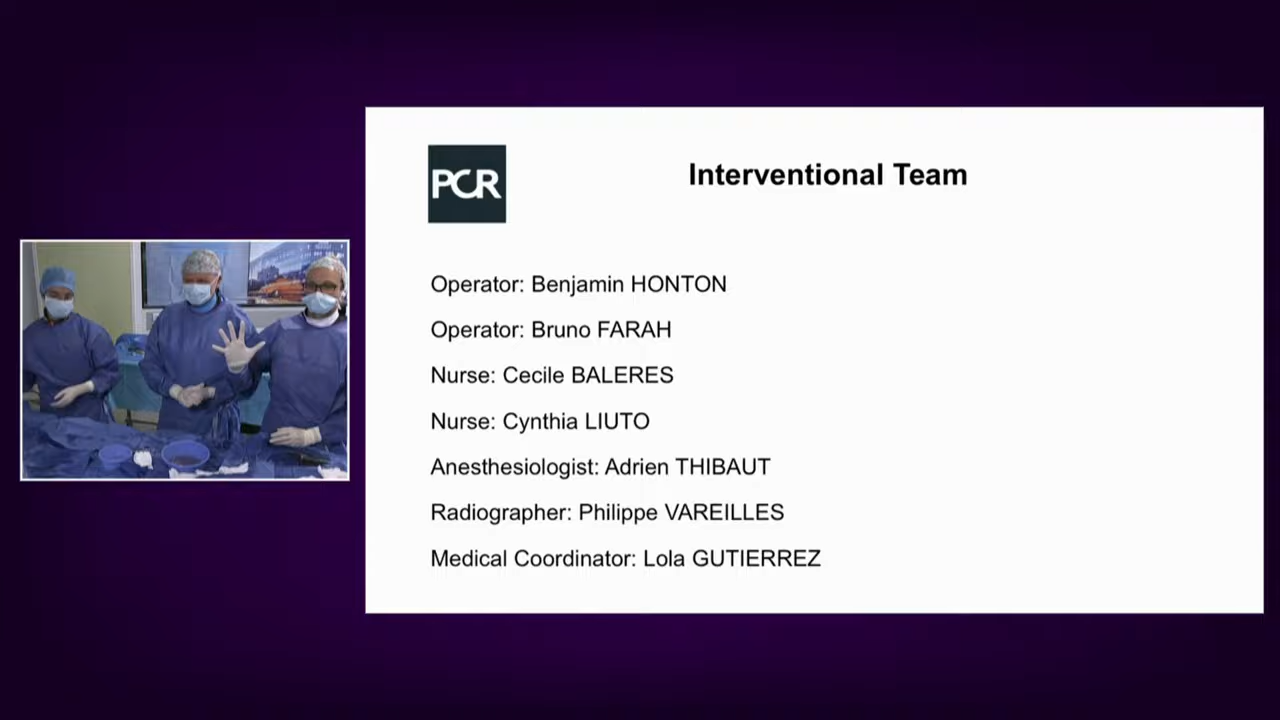 PCR
Interventional Team
Operator: Benjamin HONTON
Operator: Bruno FARAH
Nurse: Cecile BALERES
Nurse: Cynthia LIUTO
Anesthesiologist: Adrien THIBAUT
Radiographer: Philippe VAREILLES
Medical Coordinator: Lola GUTIERREZ